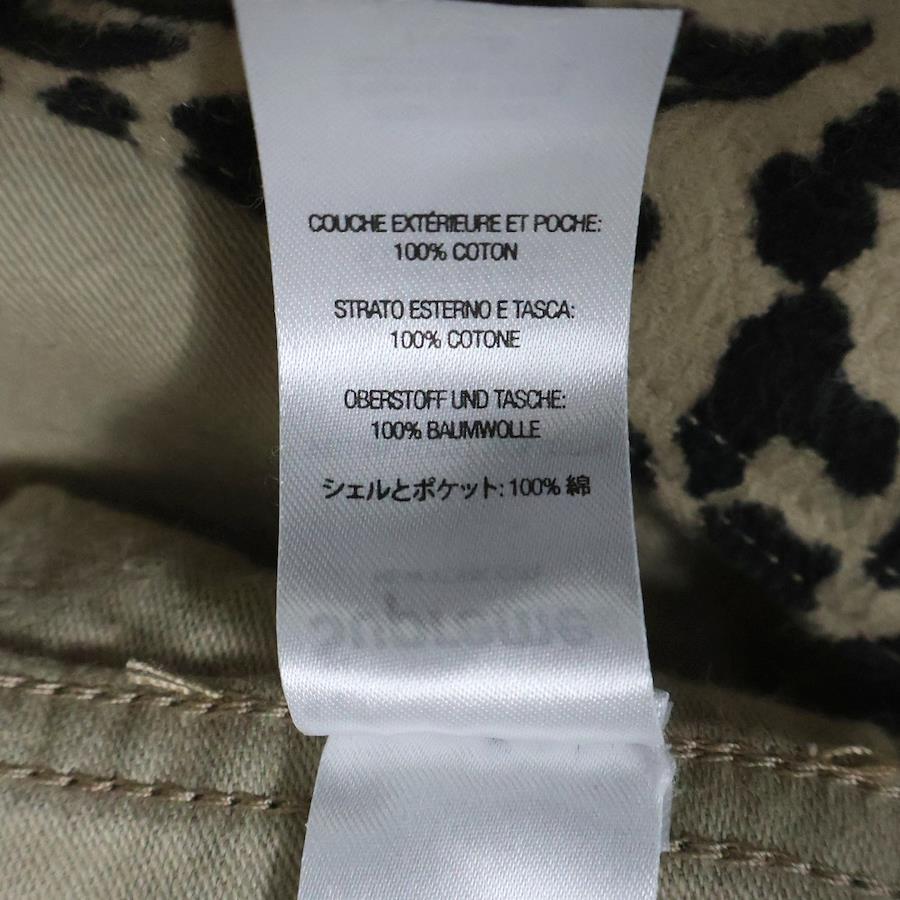 COUCHE EXTÉRIEURE ET POCHE:
100% COTON
STRATO ESTERNO E TASCA:
100% COTONE
OBERSTOFF UND TASCHE:
100% BAUMWOLLE
シェルとポケット: 100% 綿